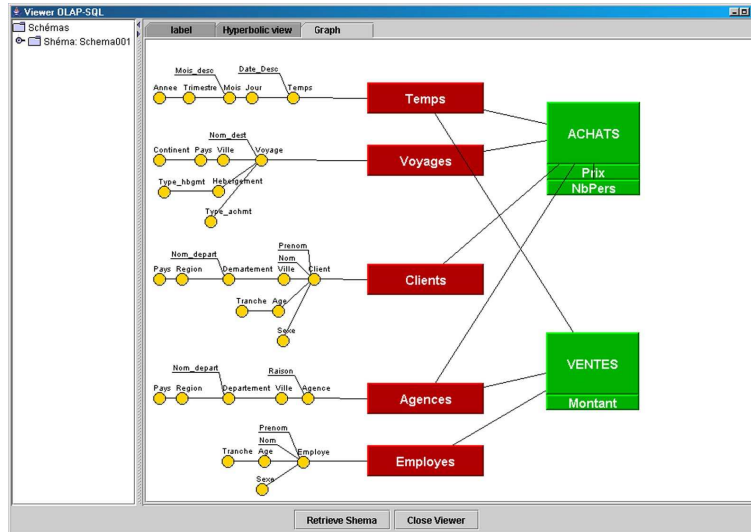 Viewer OLAP-SQL
Schémas
Shéma: Schema001
label
Hyperbolic view
Graph
Mois_desc
Date_Desc
Annee Trimestre Mois Jour Temps
Temps
ACHATS
Prix
NbPers
Nom_dest
Continent Pays Ville Voyage
Voyages
Type_hbgmt Hebergement
Type_achmt
Prenom
Nom
Nom_depart
Pays Region Demartement Ville Client
Clients
Tranche Age
Sexe
VENTES
Montant
Nom_depart
Raison
Pays Region Departement Ville Agence
Agences
Prenom
Nom
Tranche Age Employe
Employes
Sexe
Retrieve Shema
Close Viewer